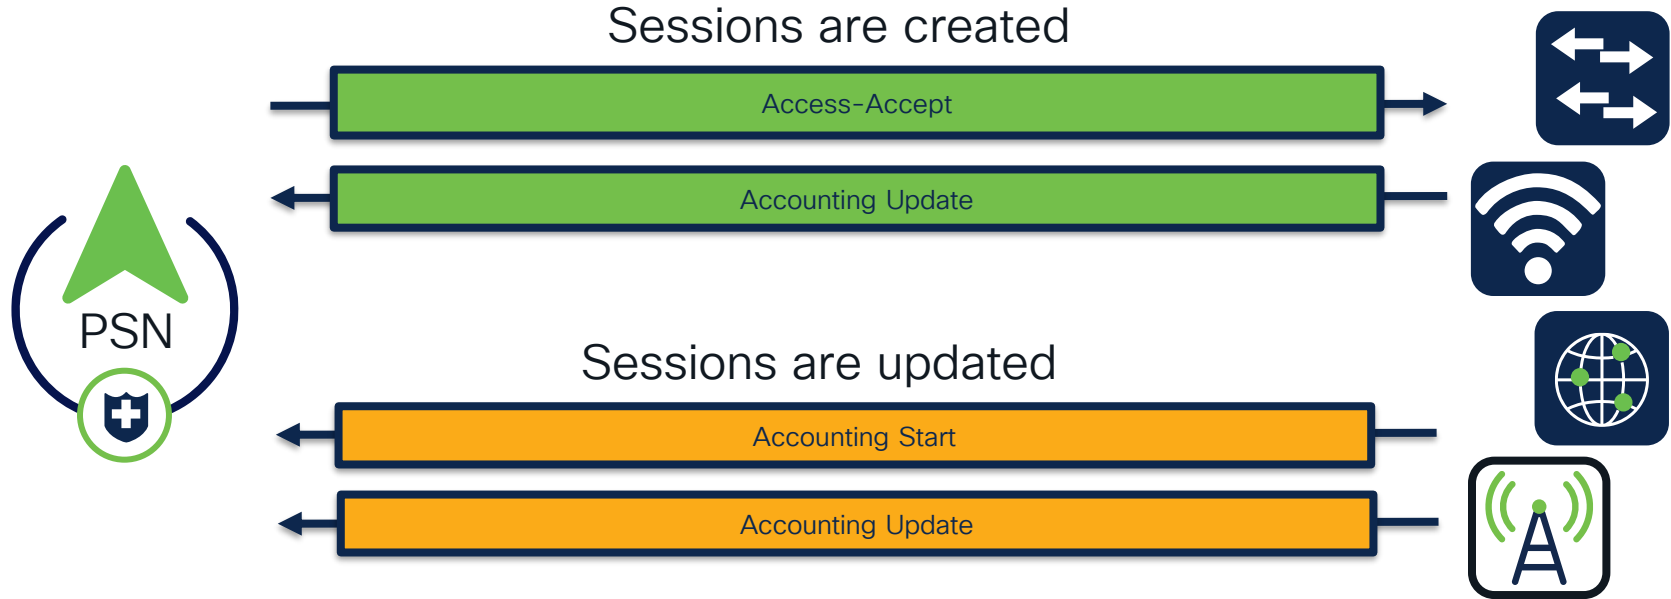 Sessions are created
Access-Accept
Accounting Update
PSN
Sessions are updated
Accounting Start
Accounting Update